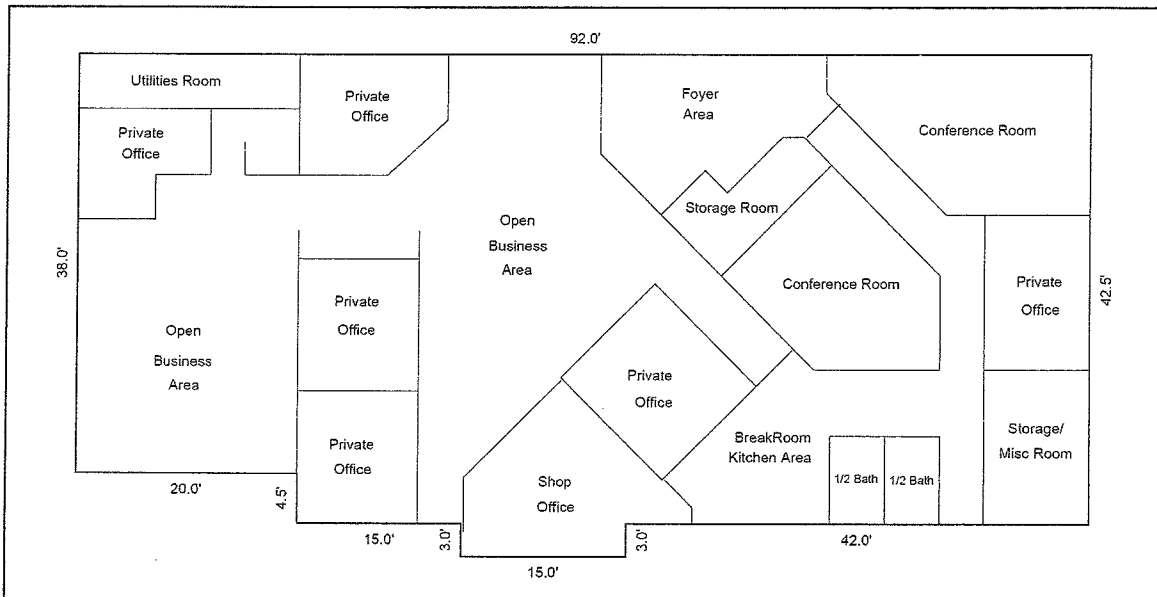 92.0'
Utilities Room
Private
Office
Foyer
Area
Conference Room
Private
Office
Storage Room
Open
Business
Area
38.0'
Conference Room
Private
Office
42.5'
Private
Office
Open
Business
Area
Private
Office
Private
Office
BreakRoom
Kitchen Area
Storage/
Misc Room
Shop
Office
1/2 Bath
1/2 Bath
20.0'
4.5'
15.0'
3.0'
15.0'
3.0'
42.0'